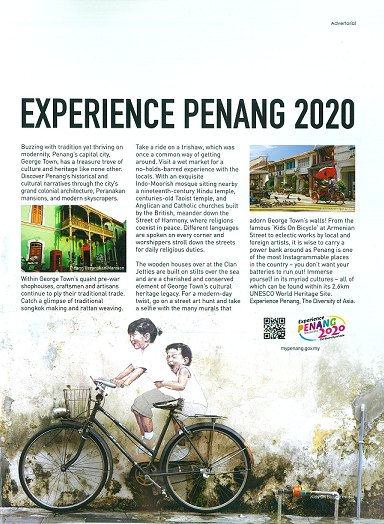 Advertorial
EXPERIENCE PENANG 2020
Buzzing with tradition yet thriving on
modernity, Penang's capital city,
George Town, has a treasure trove of
culture and heritage like none other.
Discover Penang's historical and
cultural narratives through the city's
grand colonial architecture, Peranakan
mansions, and modern skyscrapers.
Pinang Peranakan Mansion
Within George Town's quaint pre-war
shophouses, craftsmen and artisans
continue to ply their traditional trade.
Catch a glimpse of traditional
songkok making and rattan weaving.
Take a ride on a trishaw, which was
once a common way of getting
around. Visit a wet market for a
no-holds-barred experience with the
locals. With an exquisite
Indo-Moorish mosque sitting nearby
a nineteenth-century Hindu temple,
centuries-old Taoist temple, and
Anglican and Catholic churches built
by the British, meander down the
Street of Harmony, where religions
coexist in peace. Different languages
are spoken on every corner and
worshippers stroll down the streets
for daily religious duties.
The wooden houses over at the Clan
Jetties are built on stilts over the sea
and are a cherished and conserved
element of George Town's cultural
heritage legacy. For a modern-day
twist, go on a street art hunt and take
a selfie with the many murals that
adorn George Town's walls! From the
famous 'Kids On Bicycle' at Armenian
Street to eclectic works by local and
foreign artists, it is wise to carry a
power bank around as Penang is one
of the most Instagrammable places
in the country – you don't want your
batteries to run out! Immerse
yourself in its myriad cultures – all of
which can be found within its 2.6km
UNESCO World Heritage Site.
Experience Penang, The Diversity of Asia.
Experience
PENANG
2020
mypenang.gov.my
Kids On Bicycle